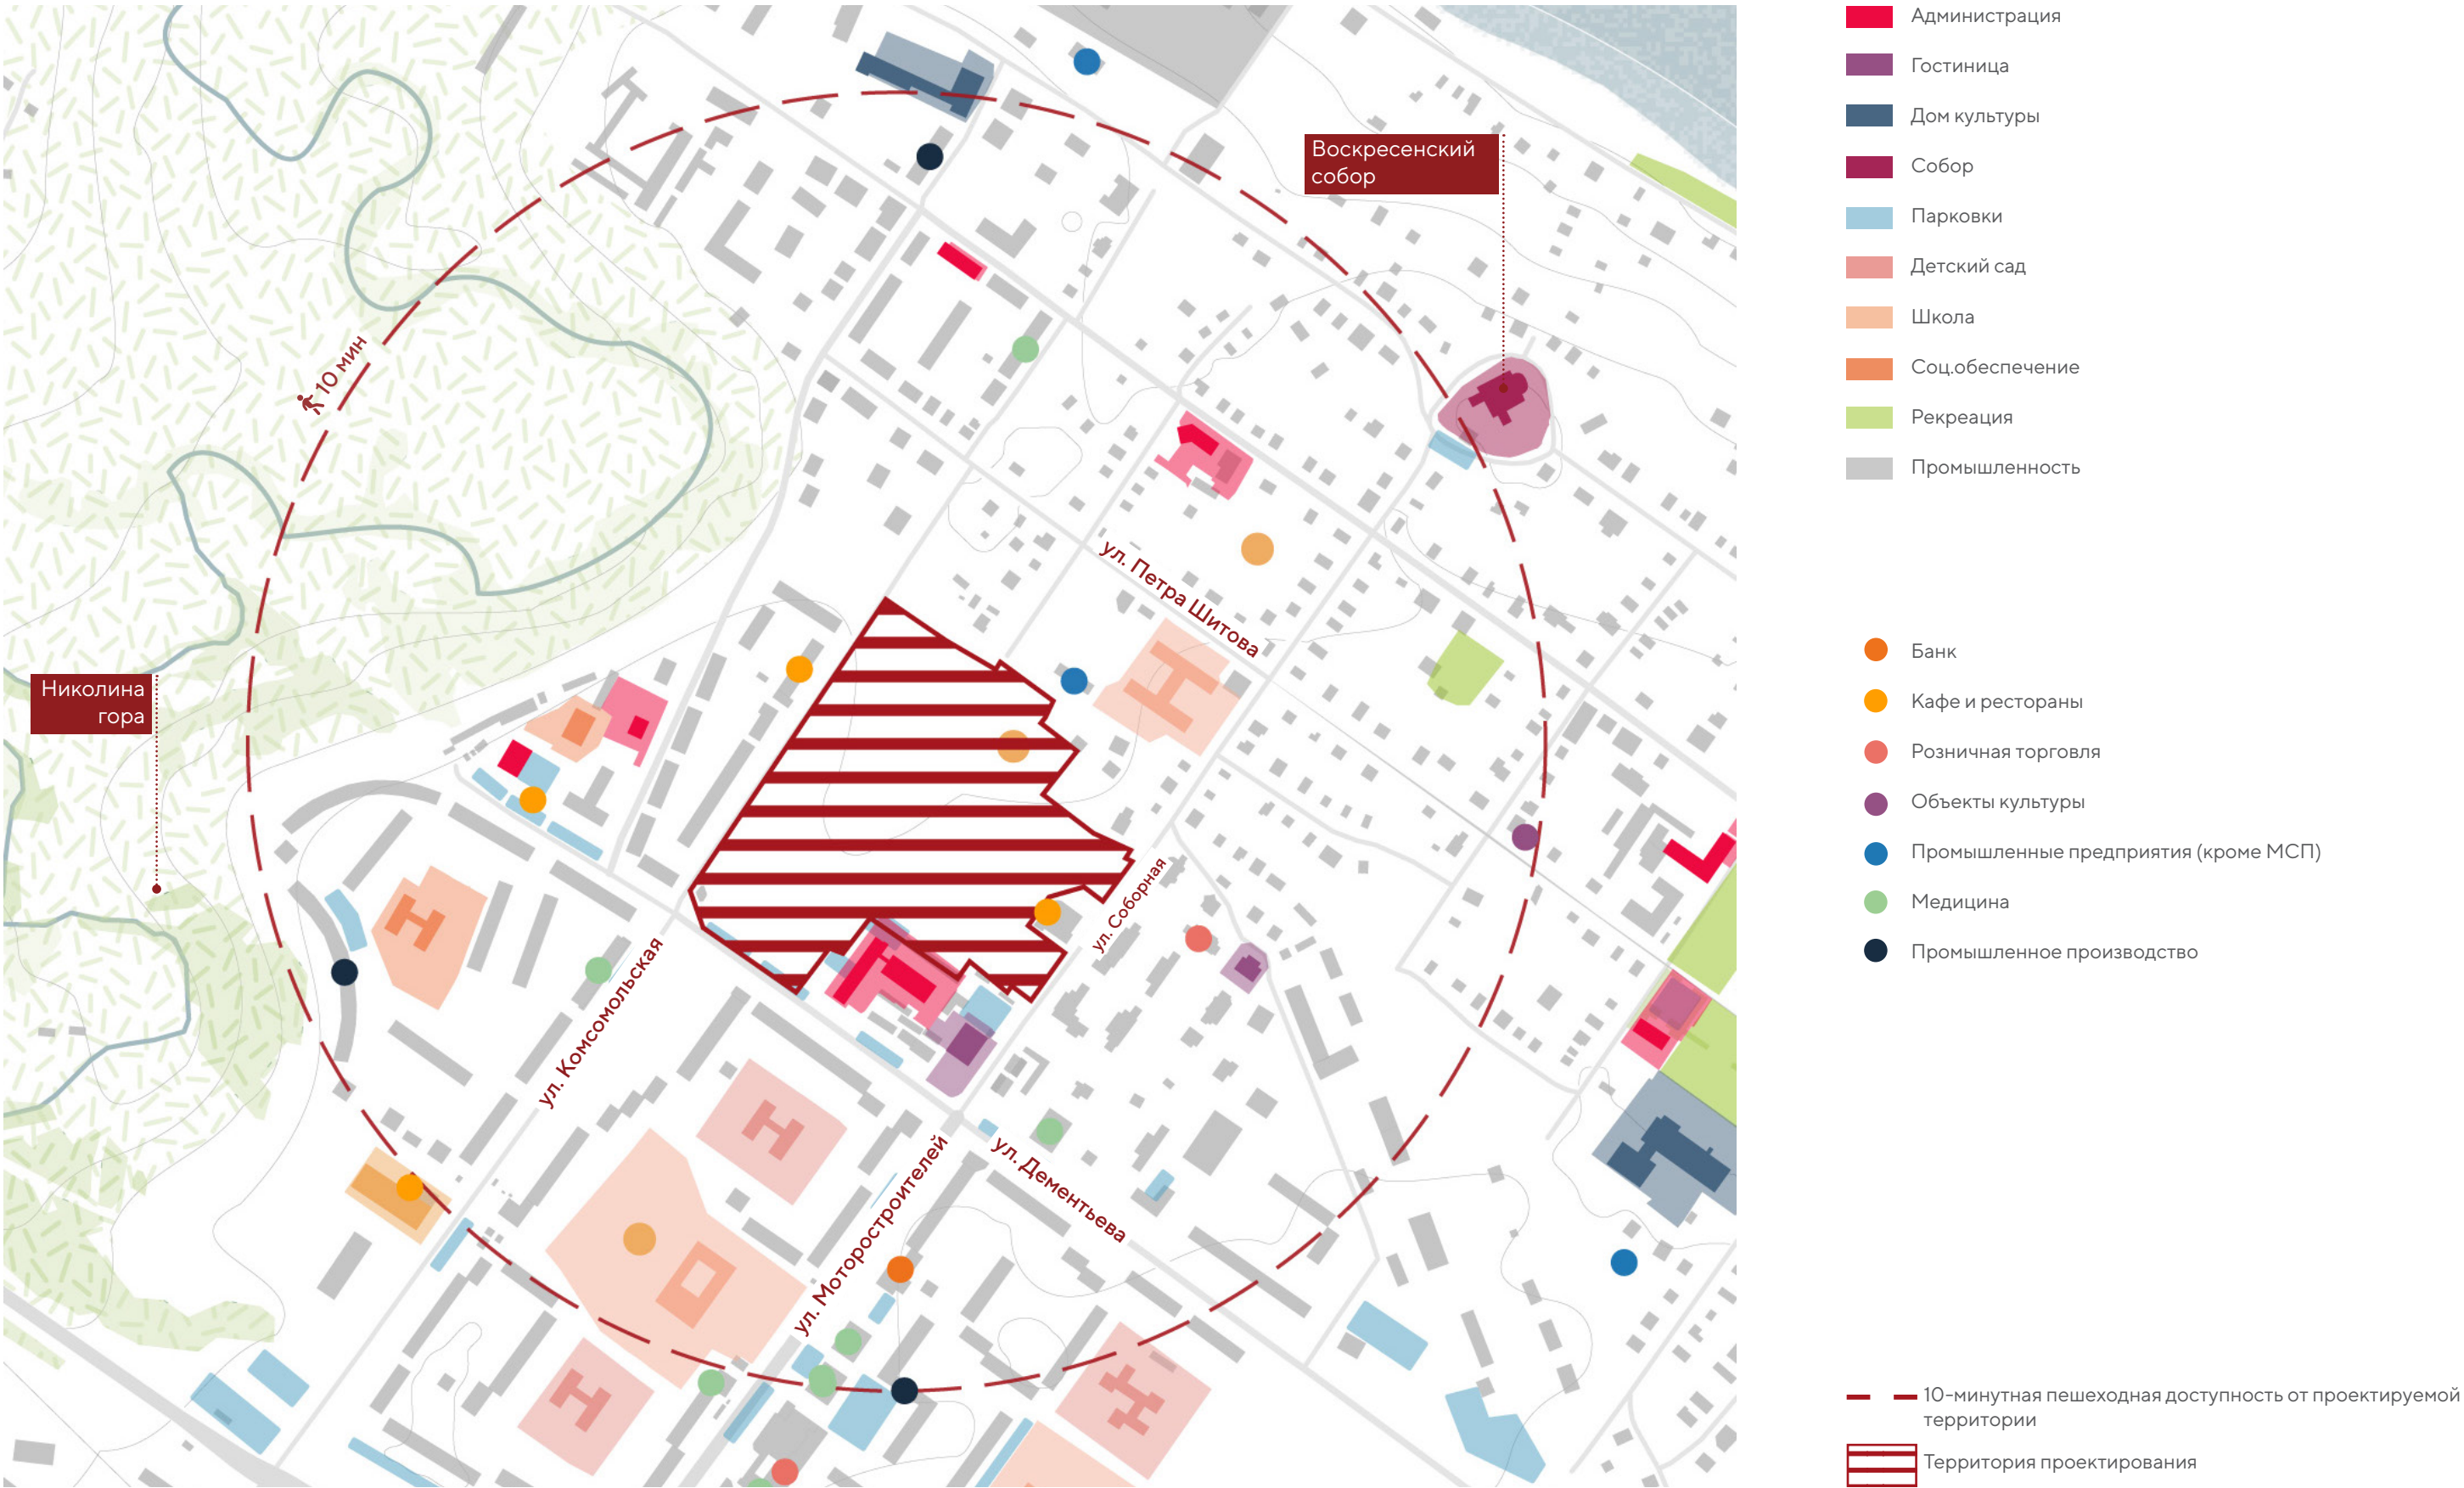 Воскресенский
собор
10 мин
ул. Петра Шитова
Николина
гора
ул. Соборная
ул. Комсомольская
ул. Моторостроителей
ул. Дементьева
Администрация
Гостиница
Дом культуры
Собор
Парковки
Детский сад
Школа
Соц.обеспечение
Рекреация
Промышленность
Банк
Кафе и рестораны
Розничная торговля
Объекты культуры
Промышленные предприятия (кроме МСП)
Медицина
Промышленное производство
10-минутная пешеходная доступность от проектируемой
территории
Территория проектирования